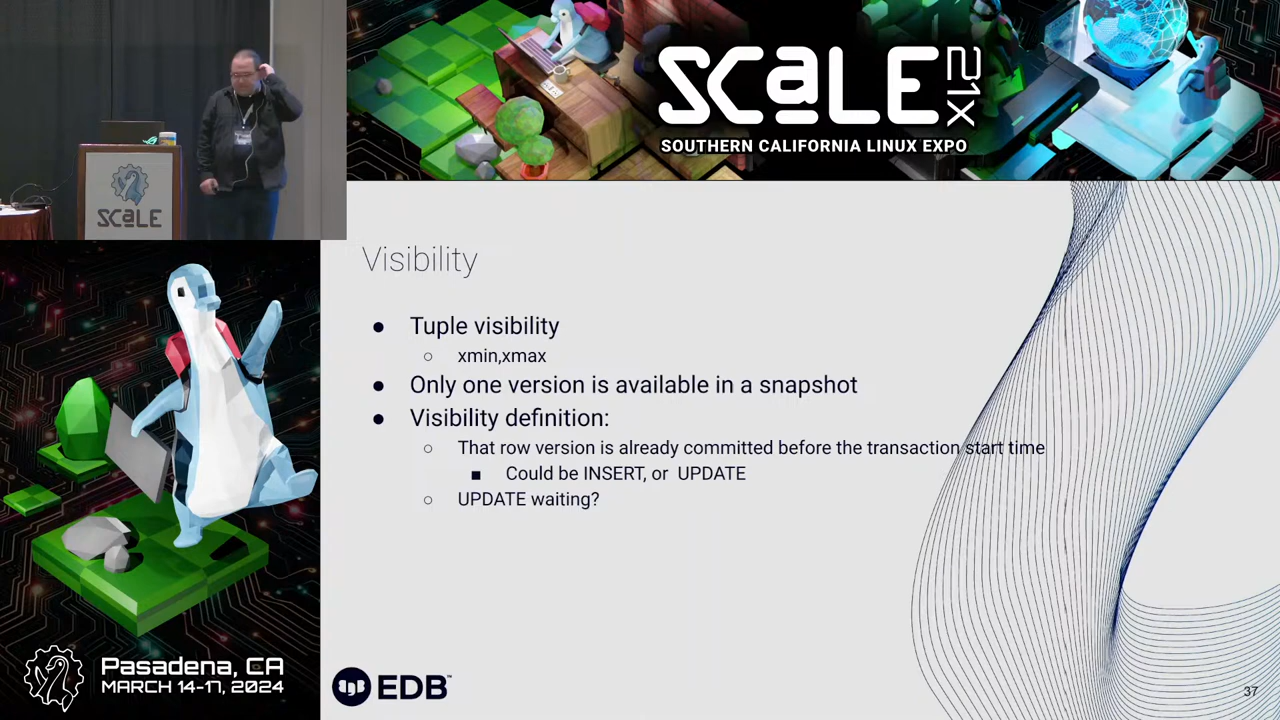 SCaLE 21x
SOUTHERN CALIFORNIA LINUX EXPO
SCaLE
Visibility
● Tuple visibility
○ xmin,xmax
● Only one version is available in a snapshot
● Visibility definition:
○ That row version is already committed before the transaction start time
■ Could be INSERT, or UPDATE
○ UPDATE waiting?
Pasadena, CA
MARCH 14-17, 2024
EDB™
37